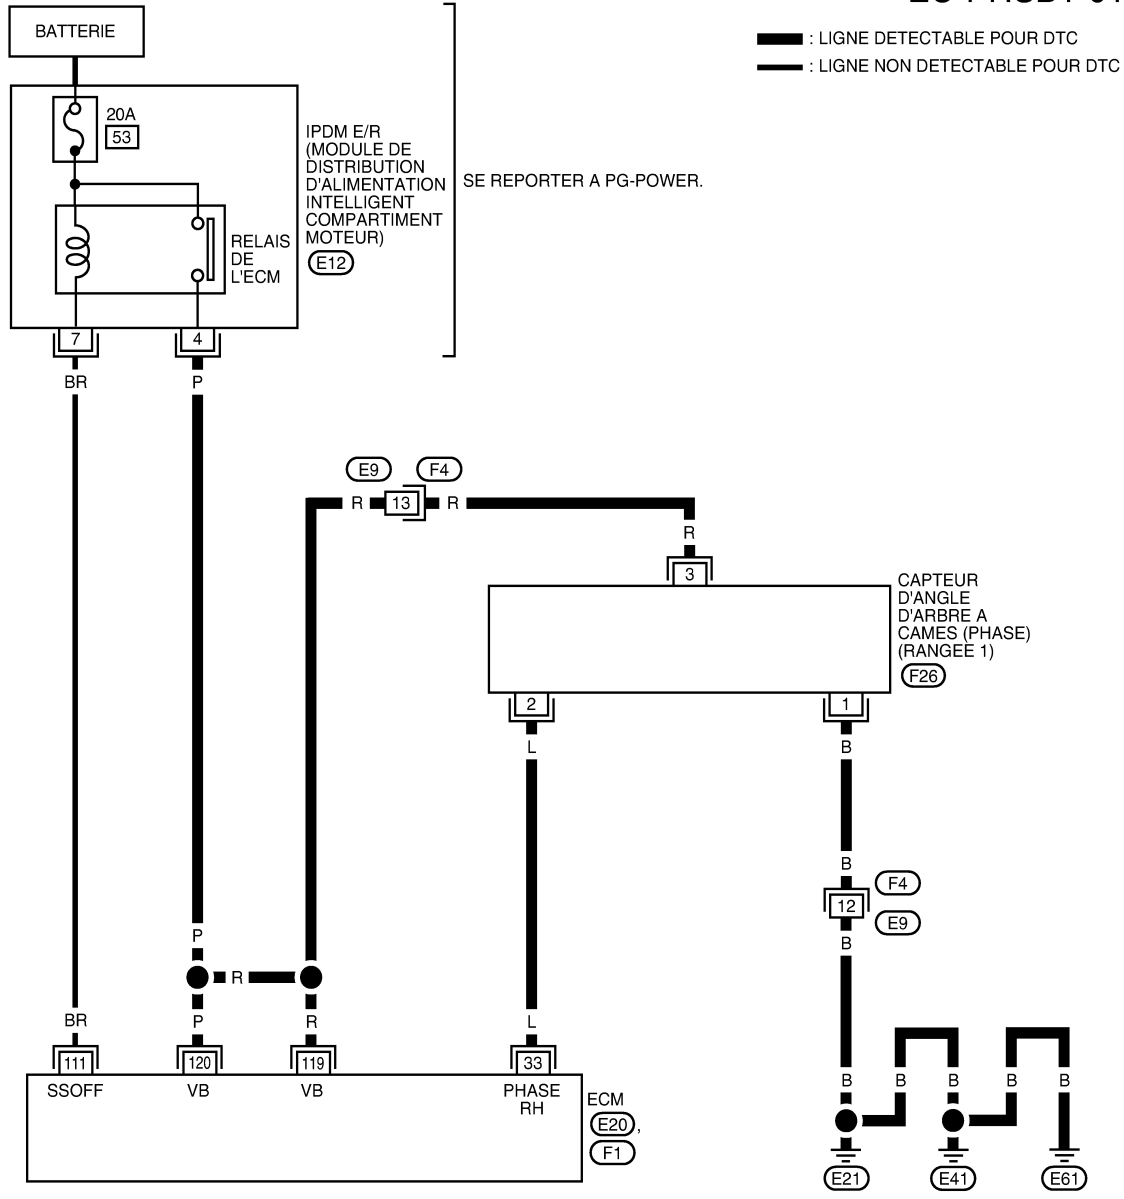 BATTERIE
: LIGNE DETECTABLE POUR DTC
: LIGNE NON DETECTABLE POUR DTC
20A
53
IPDM E/R
(MODULE DE
DISTRIBUTION
D'ALIMENTATION
INTELLIGENT
COMPARTIMENT
MOTEUR)
E12
SE REPORTER A PG-POWER.
RELAIS
DE
L'ECM
7
4
BR
P
E9
F4
R
13
R
R
3
CAPTEUR
D'ANGLE
D'ARBRE A
CAMES (PHASE)
(RANGEE 1)
F26
2
1
L
B
B
F4
12
E9
B
P
R
BR
P
R
L
111
120
119
33
SSOFF
VB
VB
PHASE
RH
ECM
E20 ,
F1
B
B
B
B
B
E21
E41
E61